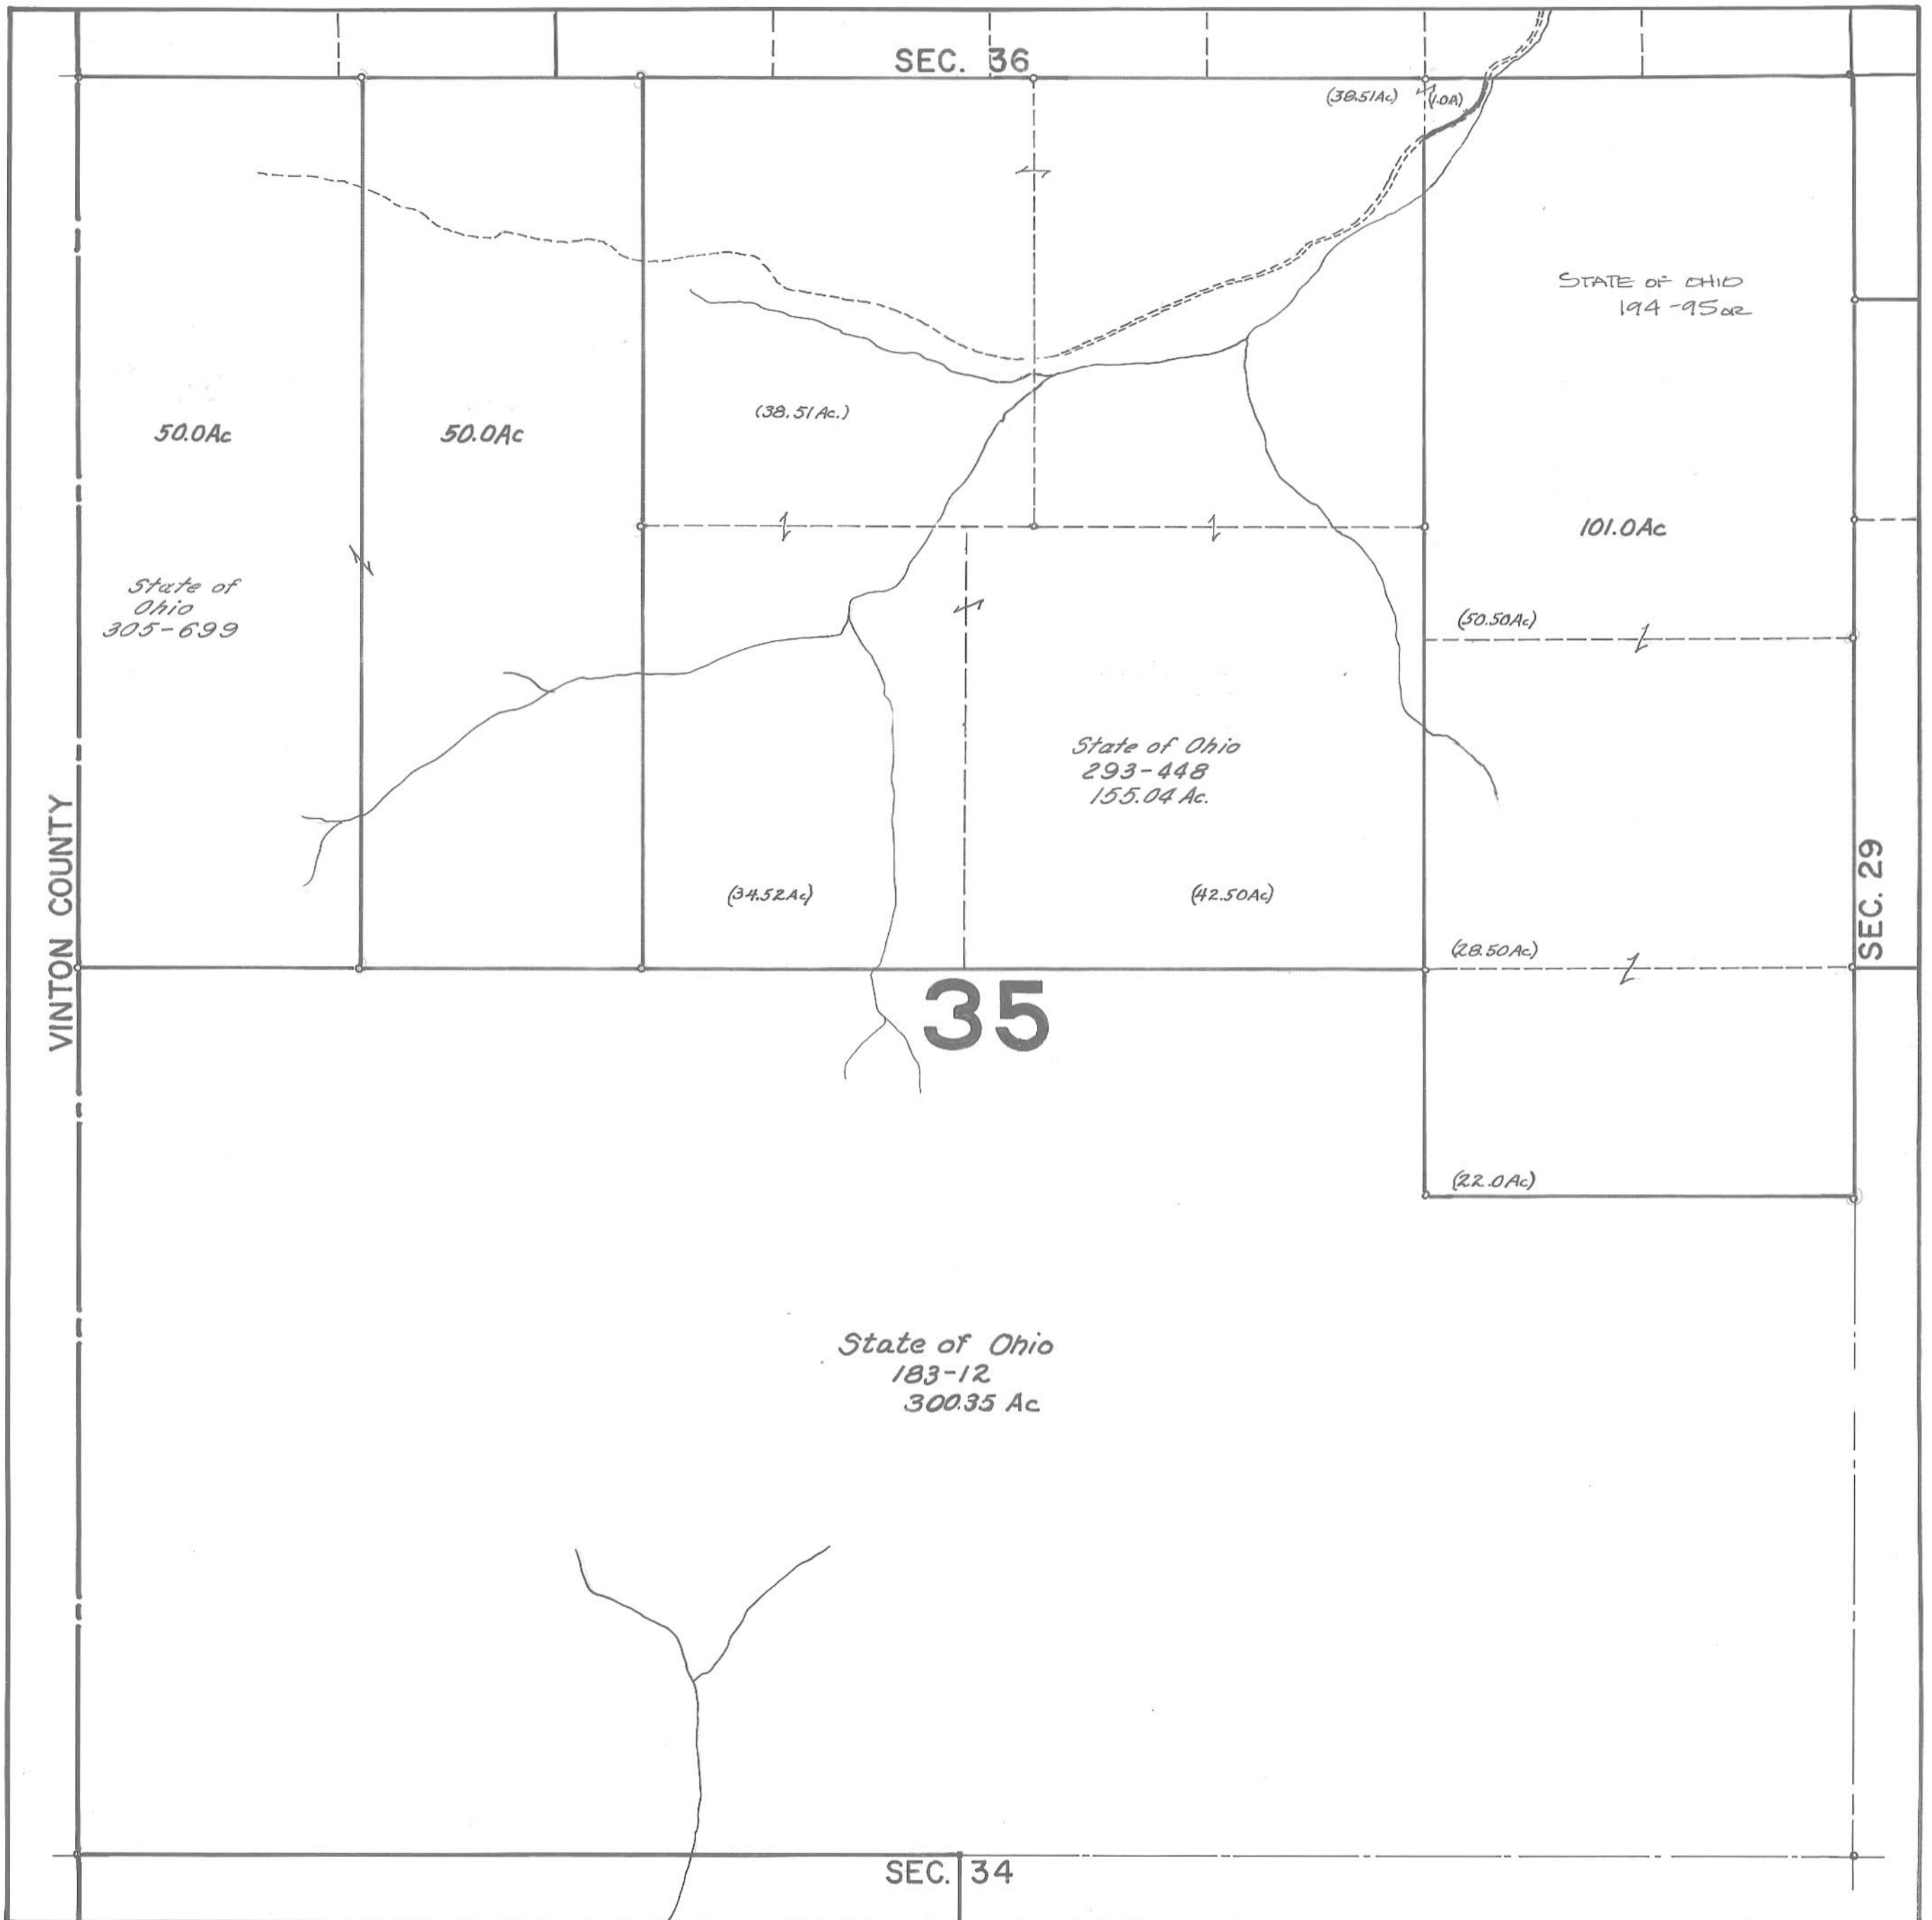 SEC. 36
(38.51Ac)
(1.0A)
STATE OF OHIO
194-95 OR
(38.51Ac.)
50.0Ac
50.0Ac
101.0Ac
State of
Ohio
305-699
(50.50Ac)
State of Ohio
293-448
155.04 Ac.
VINTON COUNTY
(34.52Ac)
(42.50Ac)
SEC. 29
(28.50Ac)
35
(22.0Ac)
State of Ohio
183-12
300.35 Ac
SEC. 34